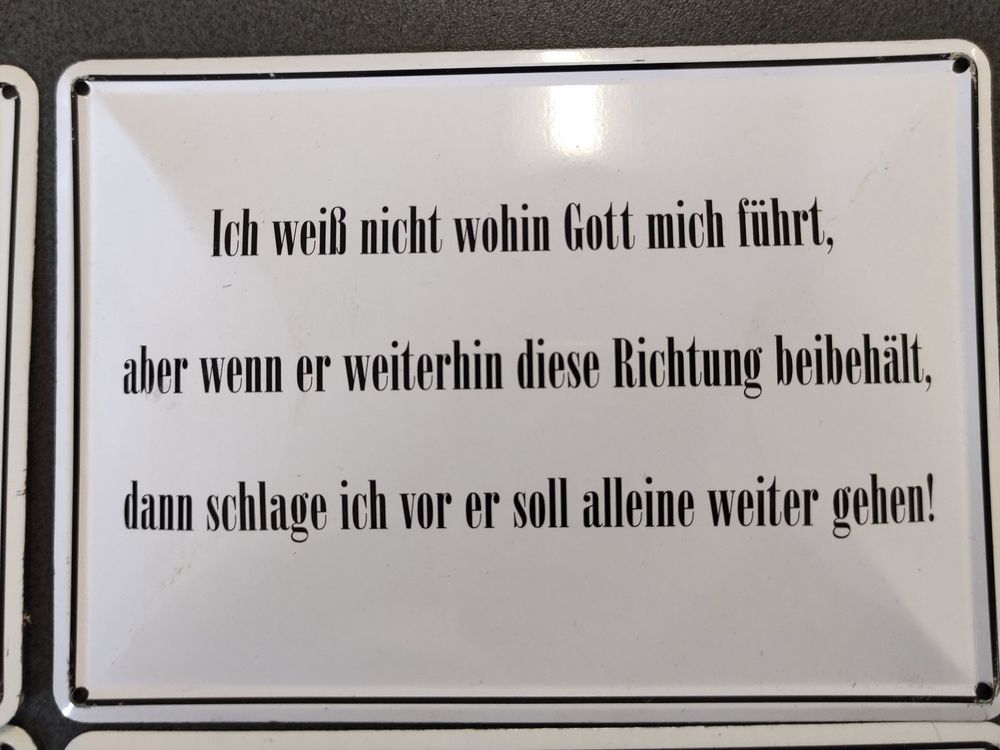 Ich weiß nicht wohin Gott mich führt,
aber wenn er weiterhin diese Richtung beibehält,
dann schlage ich vor er soll alleine weiter gehen!